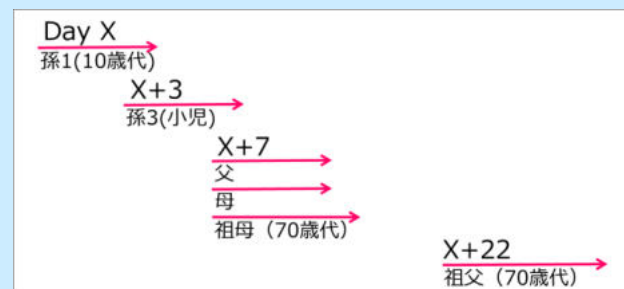 Day X
孫1(10歳代)
X+3
孫3(小児)
X+7
父
母
祖母（70歳代）
X+22
祖父（70歳代）